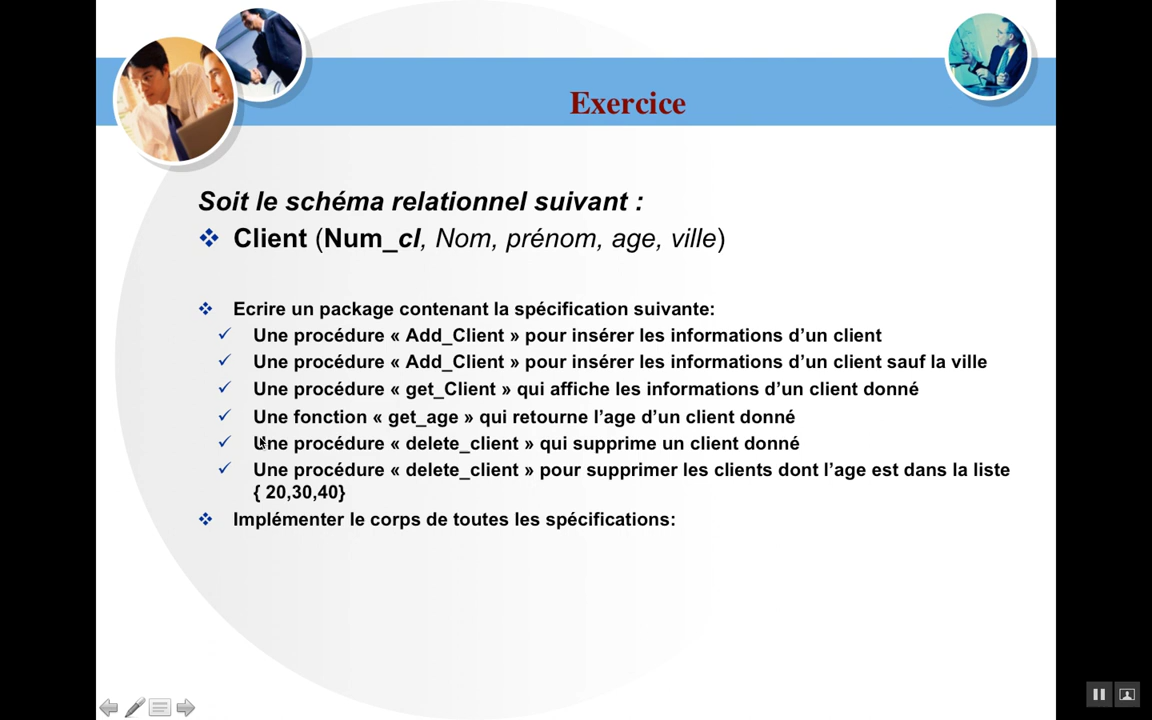 Exercice
Soit le schéma relationnel suivant :
Client (Num_cl, Nom, prénom, age, ville)
Ecrire un package contenant la spécification suivante:
Une procédure « Add_Client » pour insérer les informations d’un client
Une procédure « Add_Client » pour insérer les informations d’un client sauf la ville
Une procédure « get_Client » qui affiche les informations d’un client donné
Une fonction « get_age » qui retourne l’age d’un client donné
Une procédure « delete_client » qui supprime un client donné
Une procédure « delete_client » pour supprimer les clients dont l’age est dans la liste
{ 20,30,40}
Implémenter le corps de toutes les spécifications: